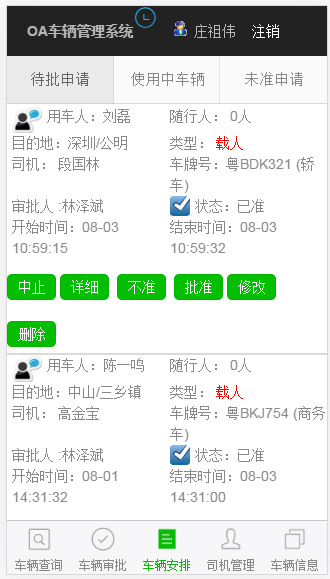 OA车辆管理系统 庄祖伟 注销
待批申请 使用中车辆 未准申请
用车人：刘磊 随行人： 0人
目的地：深圳/公明 类型： 载人
司机： 段国林 车牌号：粤BDK321 (轿
车)
审批人 :林泽斌 状态：已准
开始时间：08-03 结束时间：08-03
10:59:15 10:59:32
中止 详细 不准 批准 修改
删除
用车人：陈一鸣 随行人： 0人
目的地：中山/三乡镇 类型： 载人
司机： 高金宝 车牌号：粤BKJ754 (商务
车)
审批人 :林泽斌 状态：已准
开始时间：08-01 结束时间：08-03
14:31:32 14:31:00
车辆查询 车辆审批 车辆安排 司机管理 车辆信息